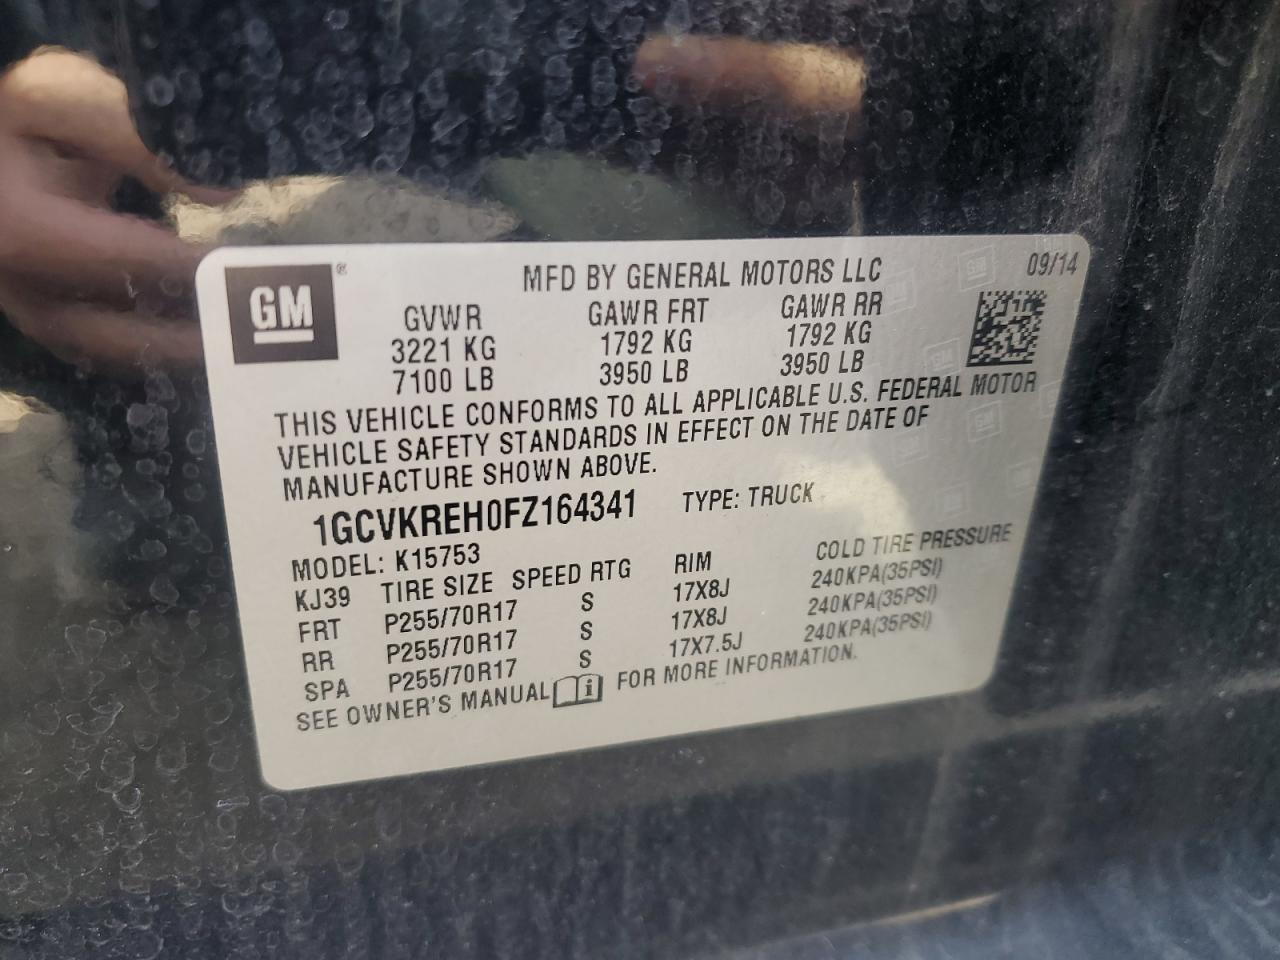 GM ®
MFD BY GENERAL MOTORS LLC 09/14
GVWR GAWR FRT GAWR RR
3221 KG 1792 KG 1792 KG
7100 LB 3950 LB 3950 LB
THIS VEHICLE CONFORMS TO ALL APPLICABLE U.S. FEDERAL MOTOR
VEHICLE SAFETY STANDARDS IN EFFECT ON THE DATE OF
MANUFACTURE SHOWN ABOVE.
1GCVKREH0FZ164341 TYPE: TRUCK
MODEL: K15753
KJ39 TIRE SIZE SPEED RTG RIM COLD TIRE PRESSURE
FRT P255/70R17 S 17X8J 240KPA(35PSI)
RR P255/70R17 S 17X8J 240KPA(35PSI)
SPA P255/70R17 S 17X7.5J 240KPA(35PSI)
SEE OWNER'S MANUAL i FOR MORE INFORMATION.